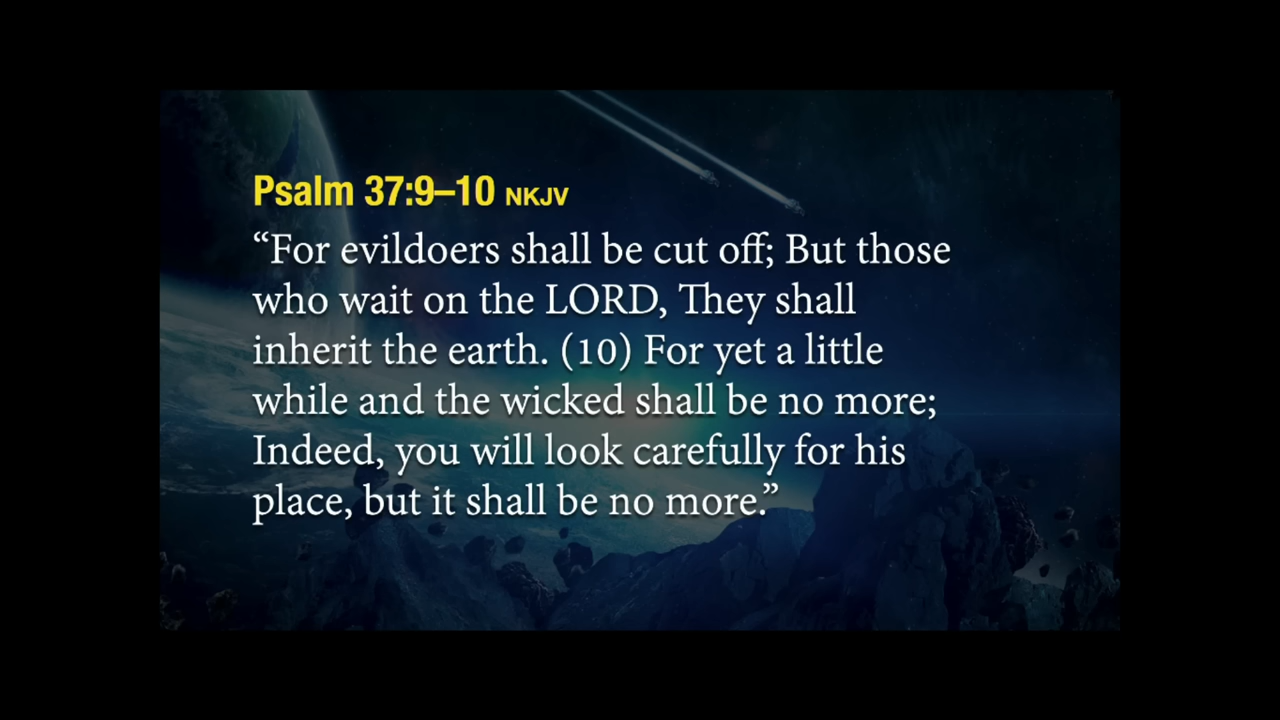 Psalm 37:9–10 NKJV
“For evildoers shall be cut off; But those
who wait on the LORD, They shall
inherit the earth. (10) For yet a little
while and the wicked shall be no more;
Indeed, you will look carefully for his
place, but it shall be no more.”